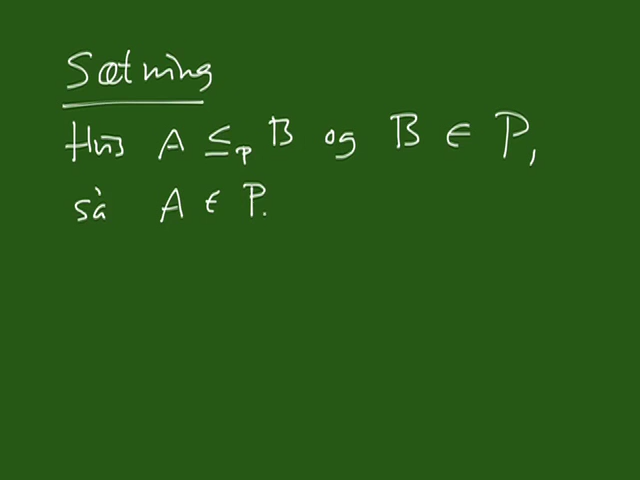 Sætning
Hvis A ≤ₚ B og B ∈ P,
så A ∈ P.